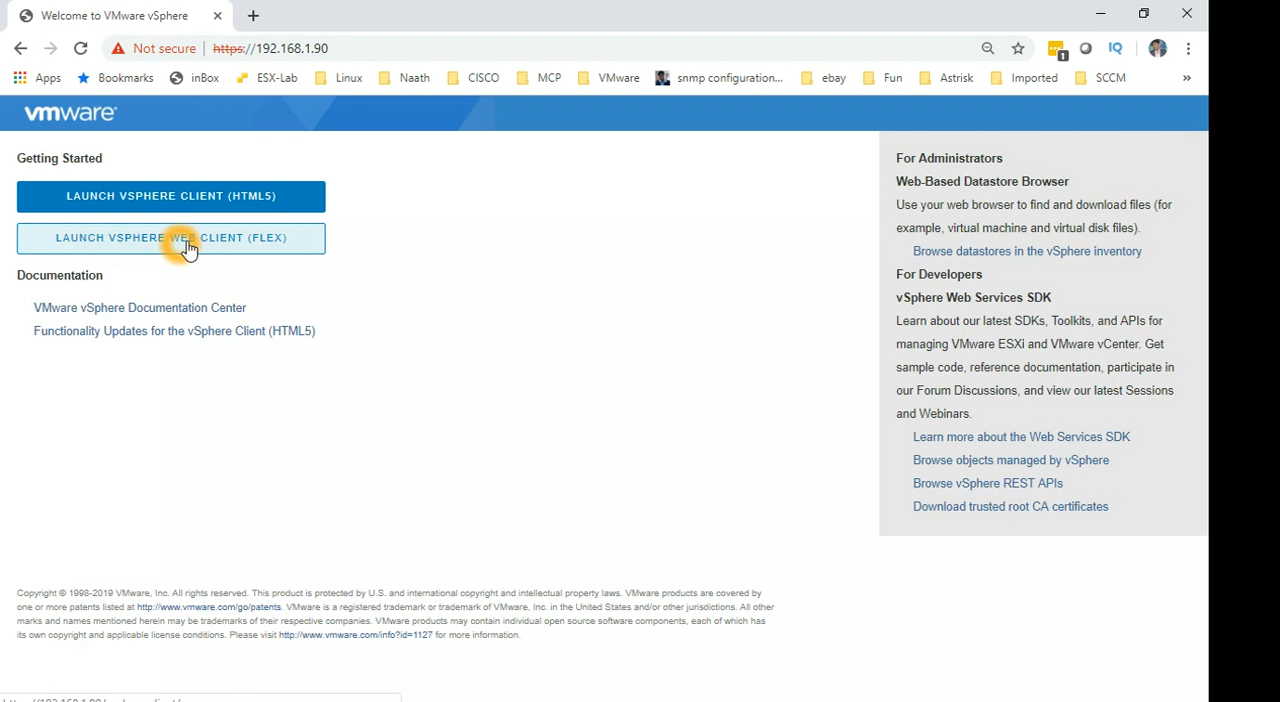 Welcome to VMware vSphere
Not secure | https://192.168.1.90
1
Apps Bookmarks inBox ESX-Lab Linux Naath CISCO MCP VMware snmp configuration... ebay Fun Astrisk Imported SCCM »
vmware
Getting Started
LAUNCH VSPHERE CLIENT (HTML5)
LAUNCH VSPHERE WEB CLIENT (FLEX)
Documentation
VMware vSphere Documentation Center
Functionality Updates for the vSphere Client (HTML5)
For Administrators
Web-Based Datastore Browser
Use your web browser to find and download files (for
example, virtual machine and virtual disk files).
Browse datastores in the vSphere inventory
For Developers
vSphere Web Services SDK
Learn about our latest SDKs, Toolkits, and APIs for
managing VMware ESXi and VMware vCenter. Get
sample code, reference documentation, participate in
our Forum Discussions, and view our latest Sessions
and Webinars.
Learn more about the Web Services SDK
Browse objects managed by vSphere
Browse vSphere REST APIs
Download trusted root CA certificates
Copyright © 1998-2019 VMware, Inc. All rights reserved. This product is protected by U.S. and international copyright and intellectual property laws. VMware products are covered by
one or more patents listed at http://www.vmware.com/go/patents. VMware is a registered trademark or trademark of VMware, Inc. in the United States and/or other jurisdictions. All other
marks and names mentioned herein may be trademarks of their respective companies. VMware products may contain individual open source software components, each of which has
its own copyright and applicable license conditions. Please visit http://www.vmware.com/info?id=1127 for more information.